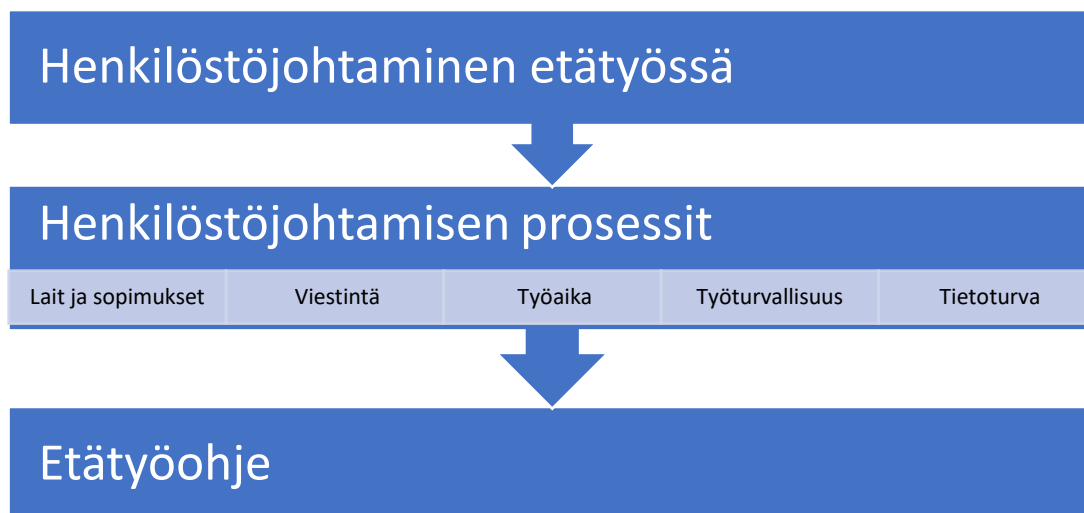 Henkilöstöjohtaminen etätyössä
Henkilöstöjohtamisen prosessit
Lait ja sopimukset
Viestintä
Työaika
Työturvallisuus
Tietoturva
Etätyöohje